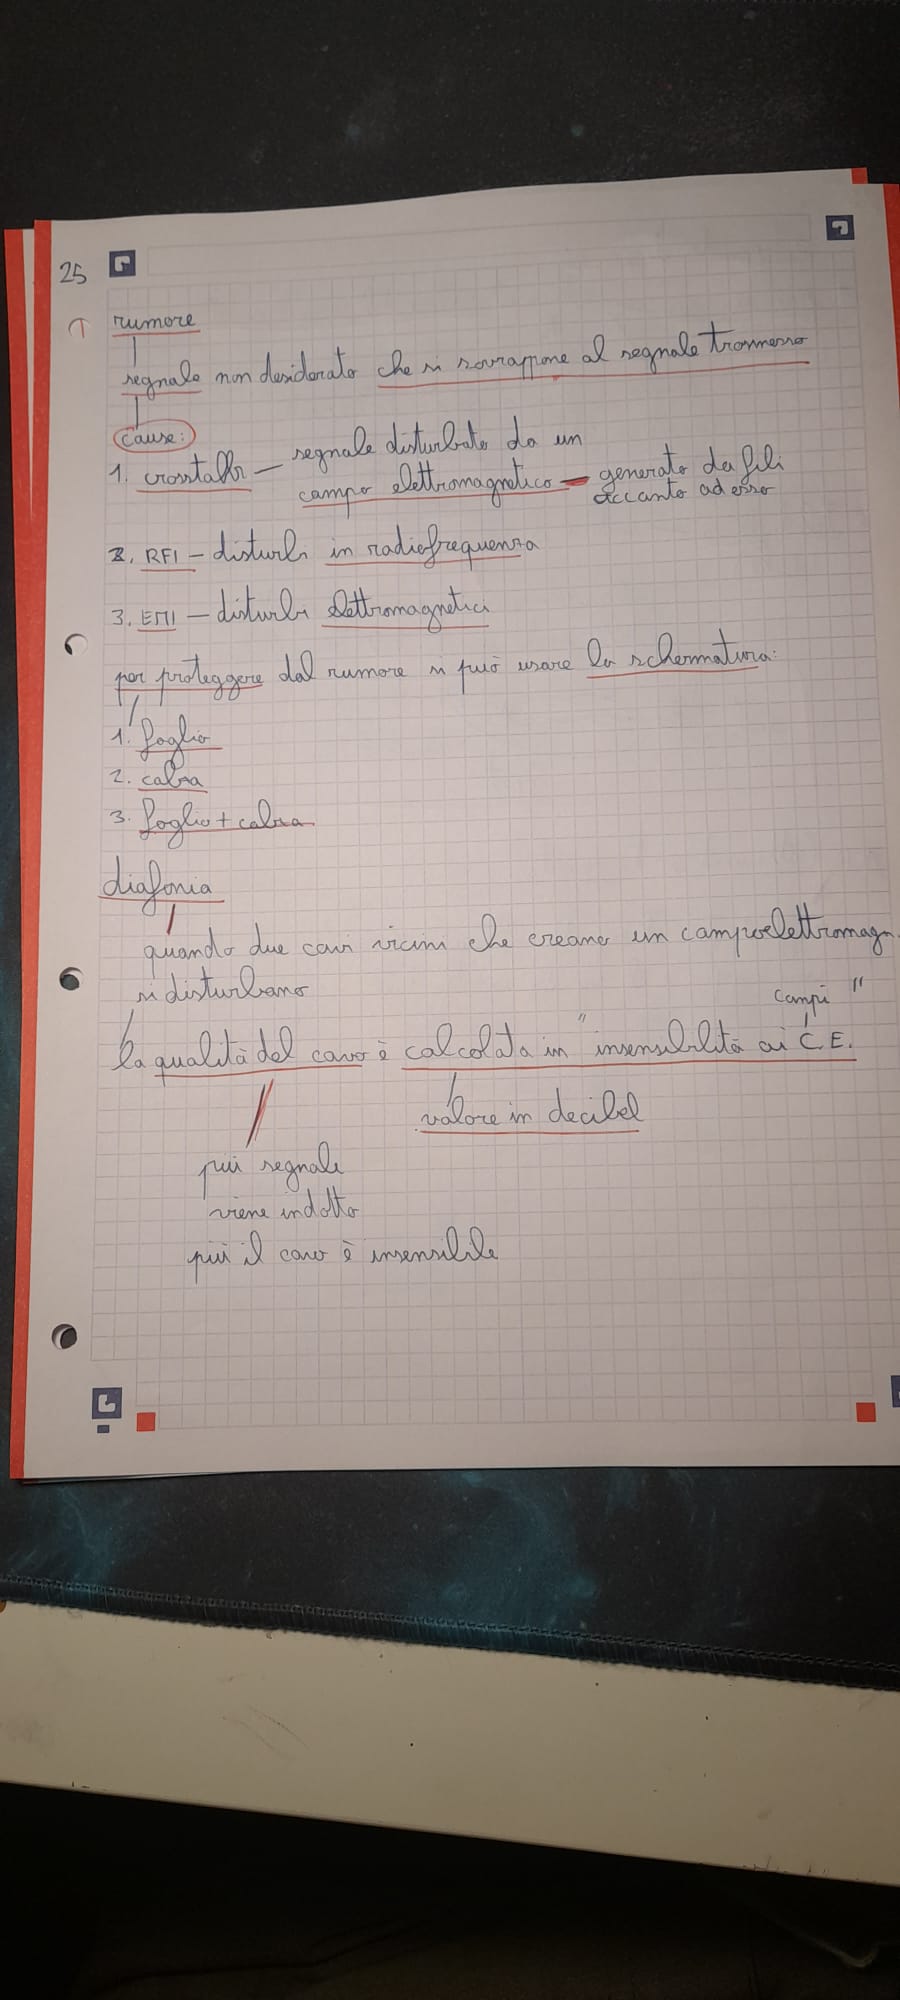 25
rumore
segnale non desiderato che si sovrappone al segnale trasmesso
cause:
1. crosstalk — segnale disturbato da un
campo elettromagnetico — generato da fili
accanto ad esso
2. RFI — disturbi in radiofrequenza
3. EMI — disturbi elettromagnetici
per proteggere dal rumore si può usare la schermatura:
1. foglio
2. calza
3. foglio + calza
diafonia
quando due cavi vicini che creano un campo elettromagn.
si disturbano
campi "
la qualità del cavo è calcolata in "insensibilità ai C.E.
valore in decibel
più segnale
viene indotto
più il cavo è insensibile